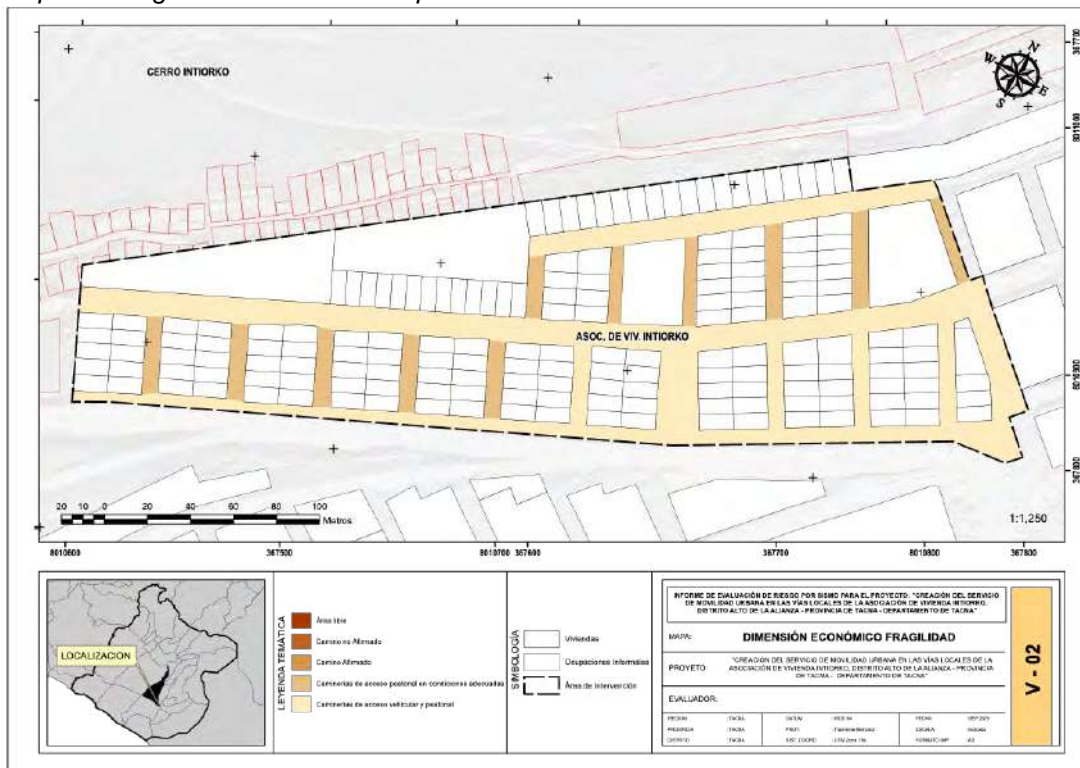 CERRO INTIORKO
N
W
E
S
367700
8011000
ASOC. DE VIV. INTIORKO
20 10 0 20 40 60 80 100
Metros
1:1,250
8010600
367500
8010700
367600
367700
8010800
367800
LOCALIZACION
LEYENDA TEMÁTICA
Área libre
Camino no Afirmado
Camino Afirmado
Caminerías de acceso peatonal en condiciones adecuadas
Caminerías de acceso vehicular y peatonal
SIMBOLOGÍA
Viviendas
Ocupaciones Informales
Área de Intervención
INFORME DE EVALUACIÓN DE RIESGO POR SISMO PARA EL PROYECTO: "CREACIÓN DEL SERVICIO
DE MOVILIDAD URBANA EN LAS VÍAS LOCALES DE LA ASOCIACIÓN DE VIVIENDA INTIORKO,
DISTRITO ALTO DE LA ALIANZA - PROVINCIA DE TACNA - DEPARTAMENTO DE TACNA"
MAPA:
DIMENSIÓN ECONÓMICO FRAGILIDAD
PROYETO:
"CREACIÓN DEL SERVICIO DE MOVILIDAD URBANA EN LAS VÍAS LOCALES DE LA
ASOCIACIÓN DE VIVIENDA INTIORKO, DISTRITO ALTO DE LA ALIANZA - PROVINCIA
DE TACNA - DEPARTAMENTO DE TACNA"
EVALUADOR:
: TACNA
: TACNA
: TACNA
V - 02